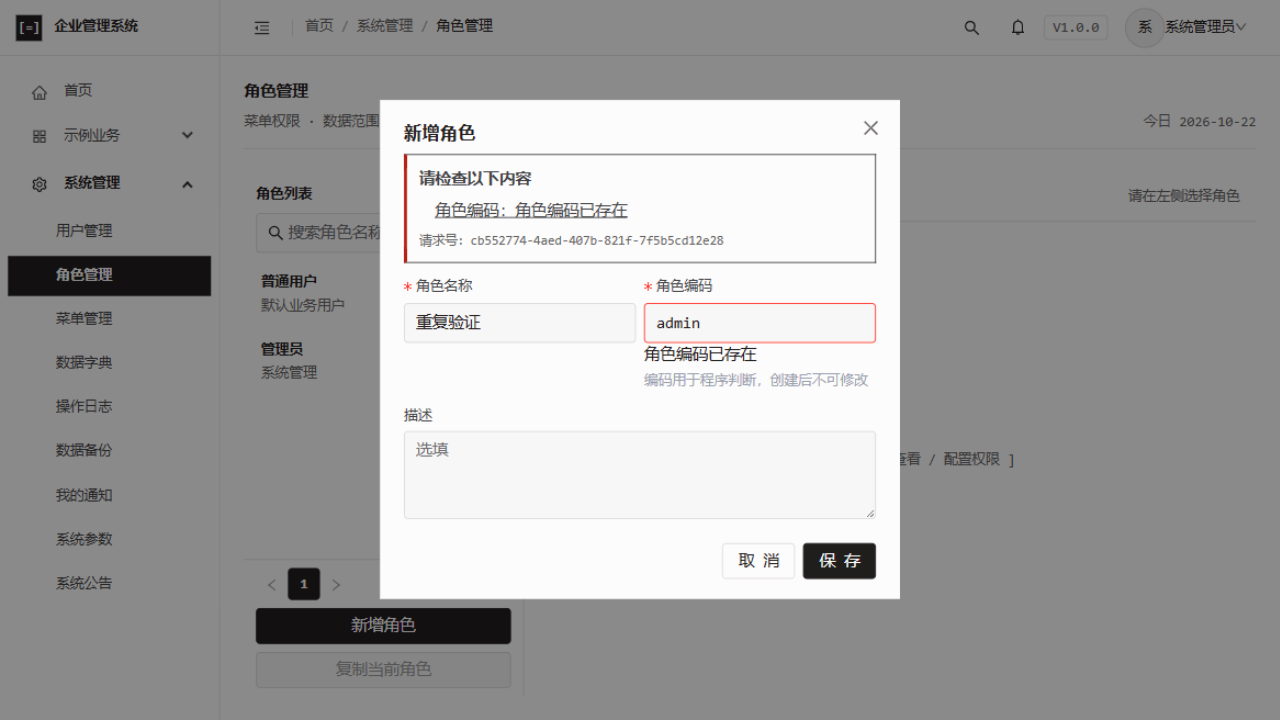 [=] 企业管理系统
首页 / 系统管理 / 角色管理
V1.0.0
系 系统管理员
首页
示例业务
系统管理
用户管理
角色管理
菜单管理
数据字典
操作日志
数据备份
我的通知
系统参数
系统公告
角色管理
菜单权限 · 数据范围
今日 2026-10-22
角色列表
搜索角色名称
普通用户
默认业务用户
管理员
系统管理
1
新增角色
复制当前角色
请在左侧选择角色
查看 / 配置权限 ]
新增角色
请检查以下内容
角色编码：角色编码已存在
请求号：cb552774-4aed-407b-821f-7f5b5cd12e28
* 角色名称
重复验证
* 角色编码
admin
角色编码已存在
编码用于程序判断，创建后不可修改
描述
选填
取 消
保 存